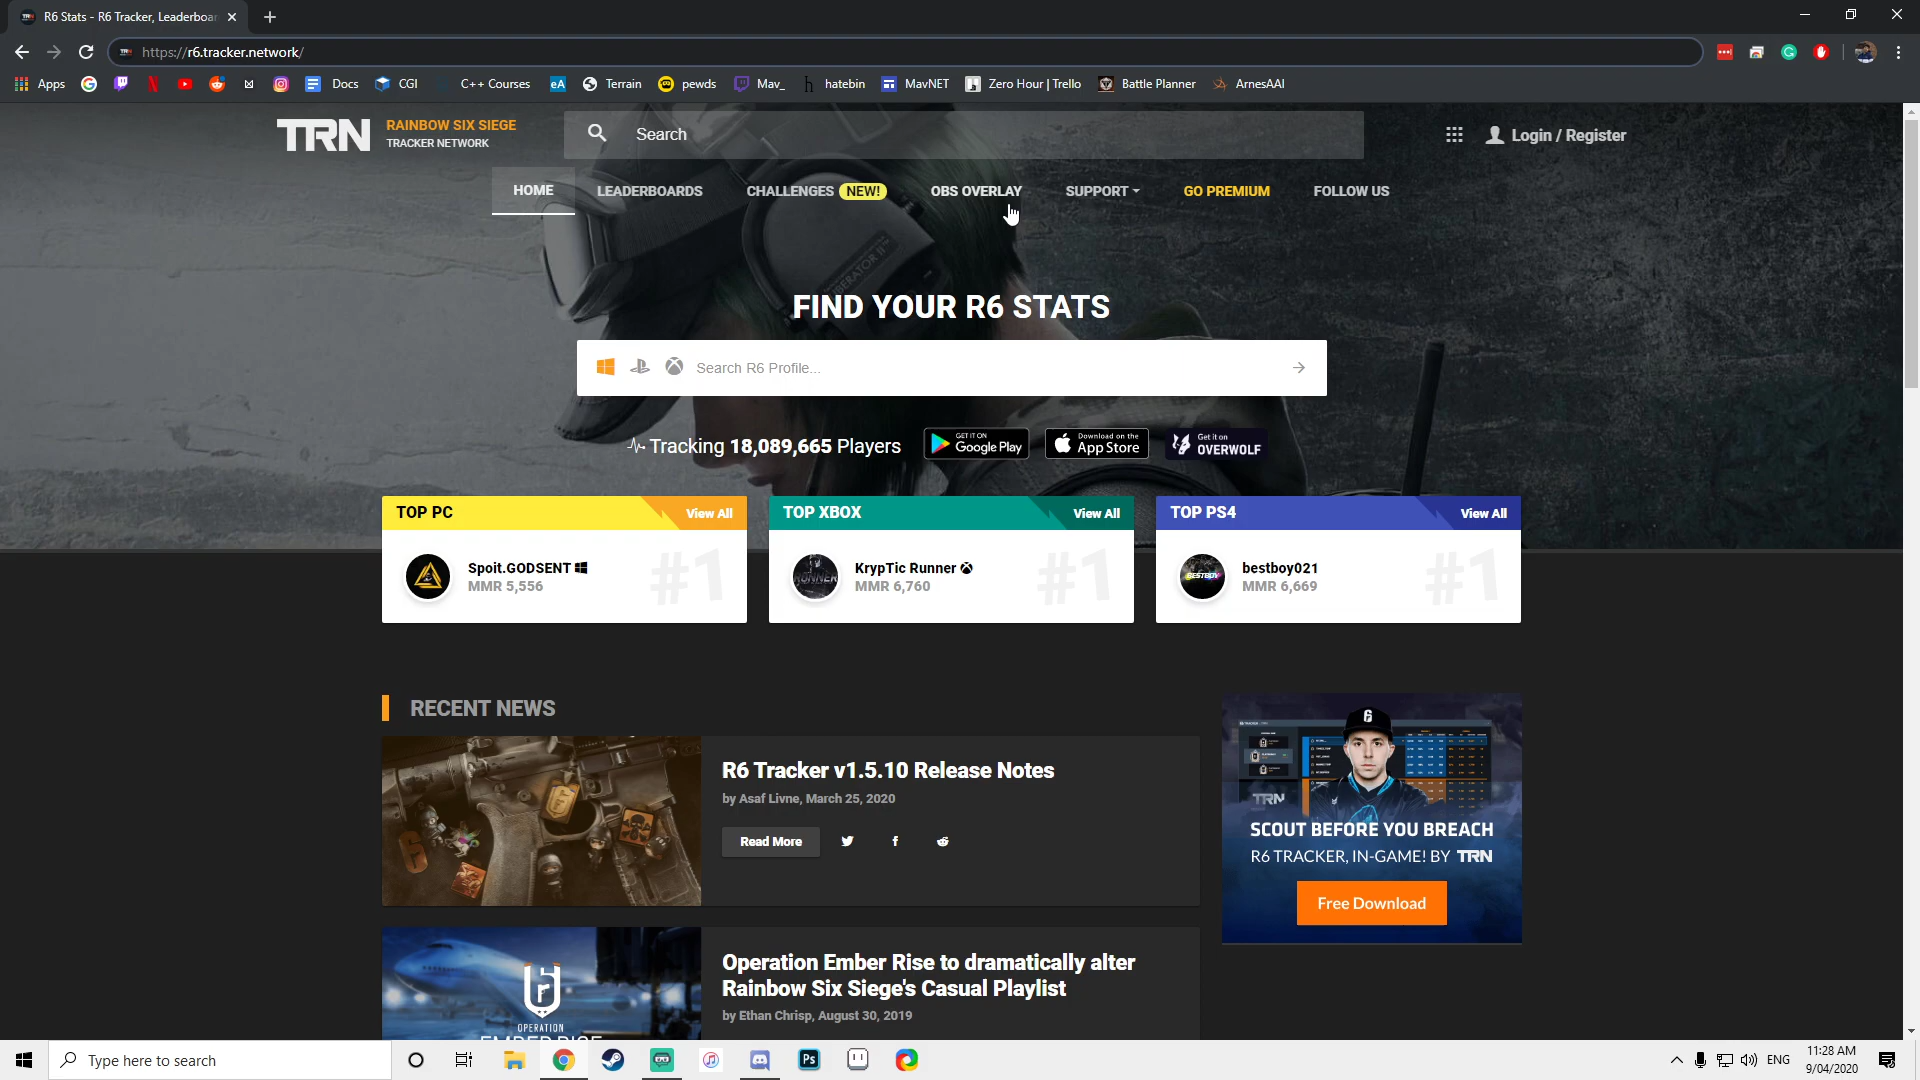 R6 Stats - R6 Tracker, Leaderboar
https://r6.tracker.network/
Apps
Docs
CGI
C++ Courses
eA
Terrain
pewds
Mav_
h
hatebin
MavNET
Zero Hour | Trello
Battle Planner
ArnesAAI
TRN
RAINBOW SIX SIEGE
TRACKER NETWORK
Search
Login / Register
HOME
LEADERBOARDS
CHALLENGES NEW!
OBS OVERLAY
SUPPORT
GO PREMIUM
FOLLOW US
LIBERATOR II
FIND YOUR R6 STATS
Search R6 Profile...
Tracking 18,089,665 Players
GET IT ON
Google Play
Download on the
App Store
Get it on
OVERWOLF
TOP PC
View All
Spoit.GODSENT
MMR 5,556
#1
TOP XBOX
View All
RUNNER
KrypTic Runner
MMR 6,760
#1
TOP PS4
View All
BESTBOY
bestboy021
MMR 6,669
#1
RECENT NEWS
R6 Tracker v1.5.10 Release Notes
by Asaf Livne, March 25, 2020
Read More
Operation Ember Rise to dramatically alter
Rainbow Six Siege's Casual Playlist
by Ethan Chrisp, August 30, 2019
OPERATION
EMBER RISE
TRN
SCOUT BEFORE YOU BREACH
R6 TRACKER, IN-GAME! BY TRN
Free Download
Type here to search
Ps
ENG
11:28 AM
9/04/2020